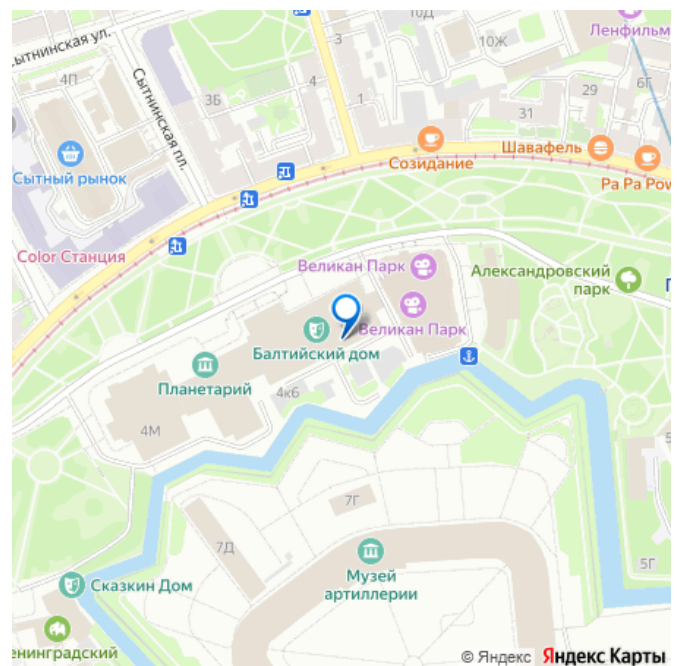 10Д
Ленфильм
3
10Ж
Сытнинская ул.
4П
Сытнинская пл.
3Б
4
1
29
6Г
31
Сытный рынок
Созидание
Шавафель
Pa Pa Pow
Color Станция
Великан Парк
Александровский
парк
Великан Парк
Балтийский дом
Планетарий
4к6
4М
7Г
7Д
Музей
артиллерии
5Г
Сказкин Дом
енинградский
© Яндекс Яндекс Карты